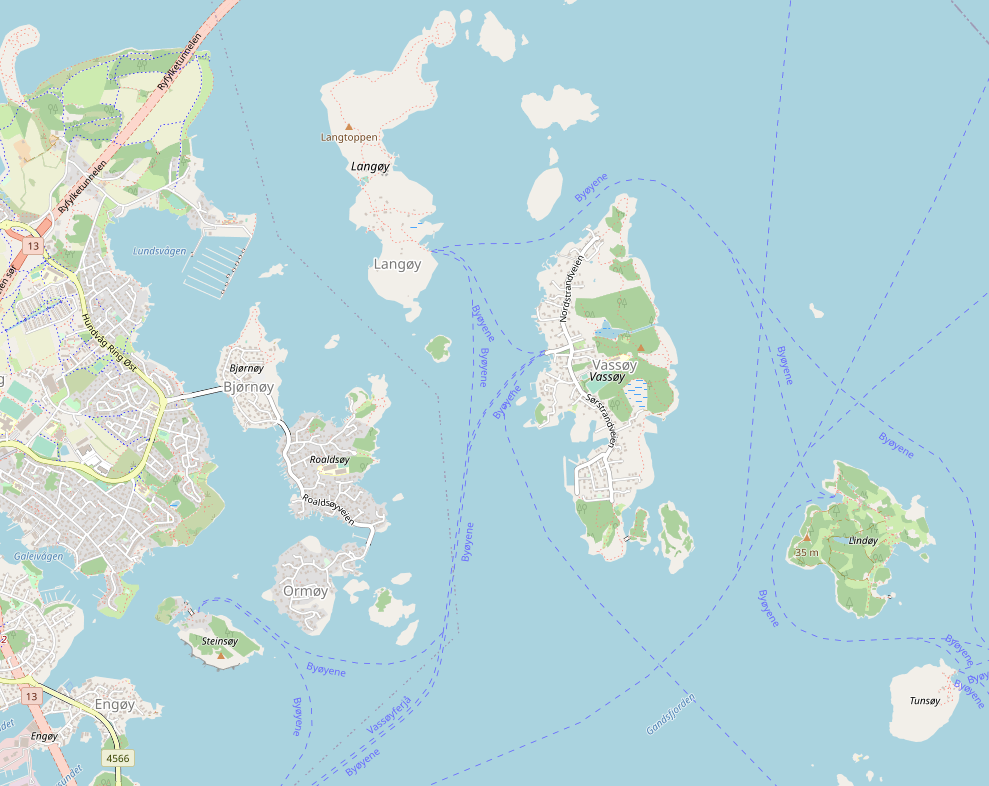 Ryfylketunnelen
Langtoppen
Langøy
Ryfylketunnelen
Byøyene
13
Lundsvågen
Langøy
Nordstrandveien
Hundvåg Ring Øst
Byøyene
Byøyene
Byøyene
Bjørnøy
Bjørnøy
Vassøy
Vassøy
Byøyene
Sørstrandveien
Roaldsøy
Byøyene
Roaldsøyveien
Byøyene
Lindøy
35 m
Galeivågen
Ormøy
Byøyene
Steinsøy
Byøyene
Byøyene
Byøyene
Byøyene
Tunsøy
13
Engøy
Byøyene
Vassøyferja
Gandsfjorden
Engøy
4566
Byøyene